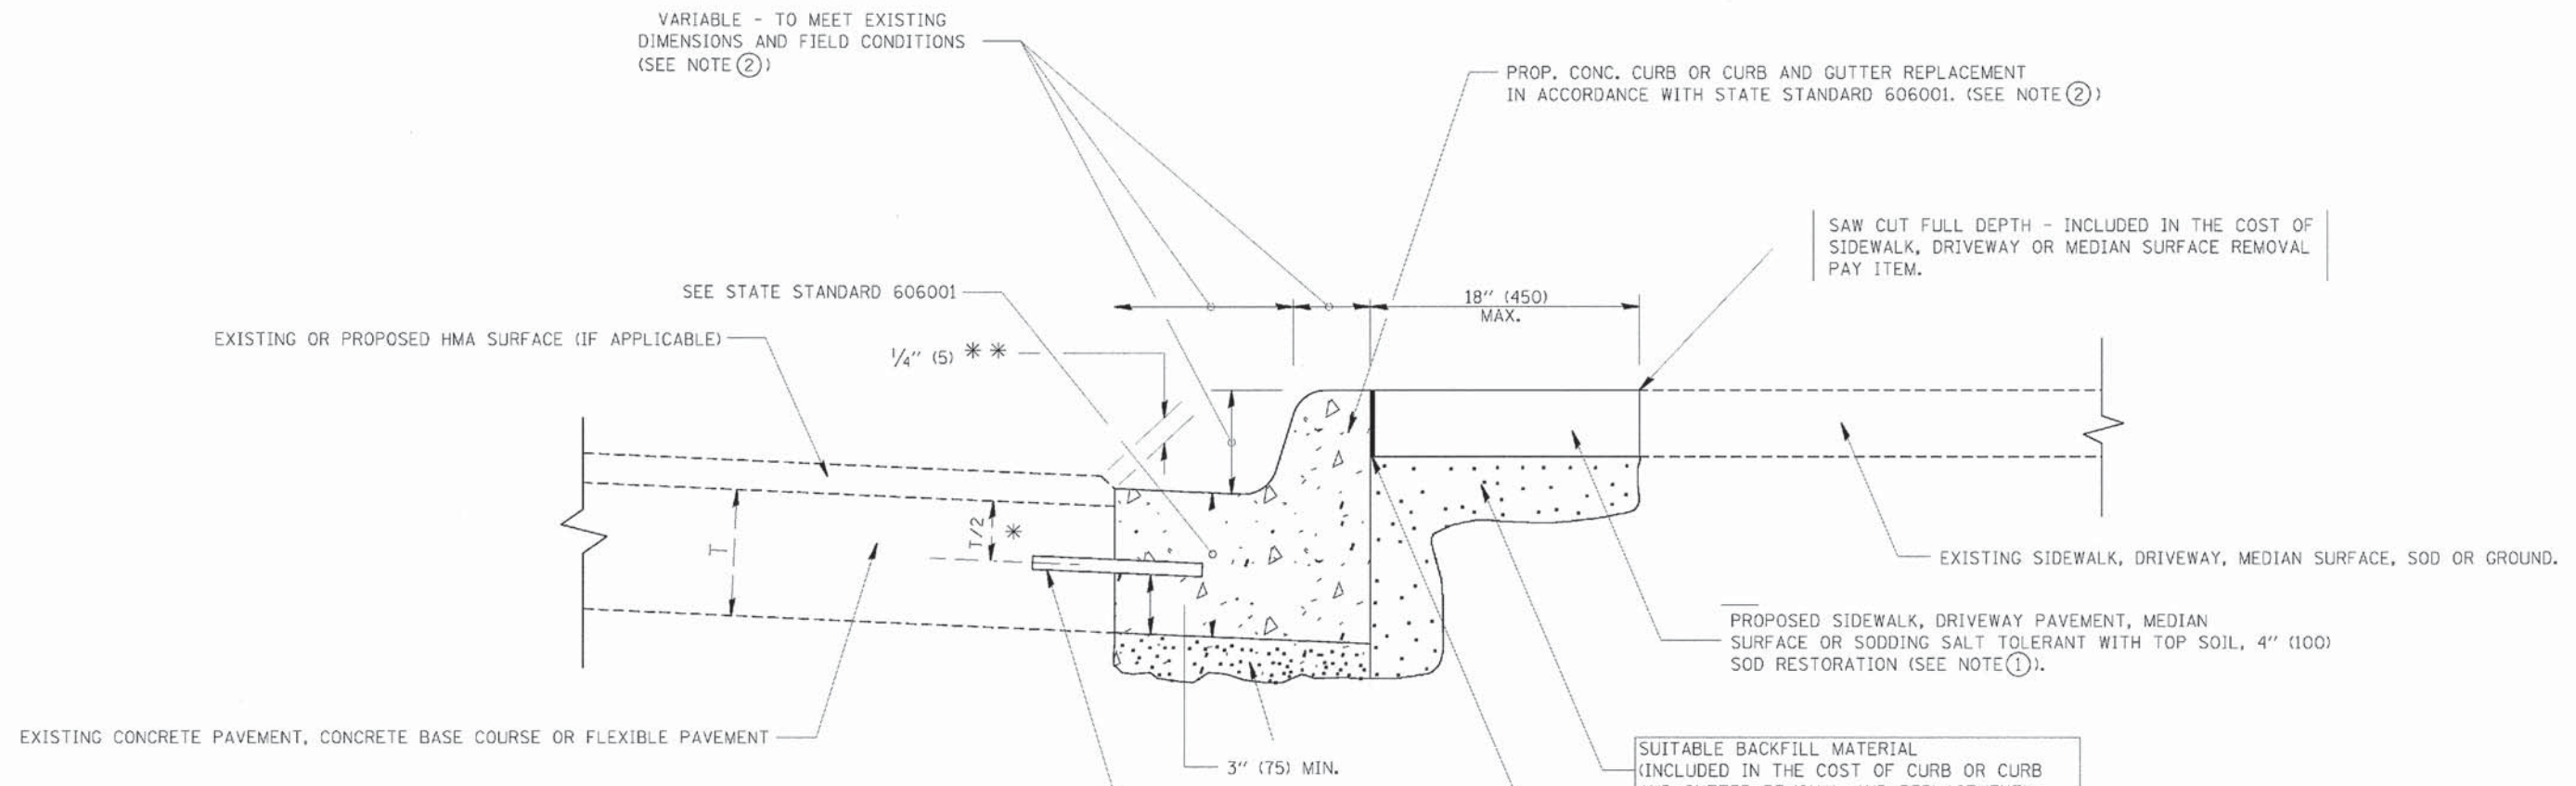 VARIABLE - TO MEET EXISTING
DIMENSIONS AND FIELD CONDITIONS
(SEE NOTE ②)
PROP. CONC. CURB OR CURB AND GUTTER REPLACEMENT
IN ACCORDANCE WITH STATE STANDARD 606001. (SEE NOTE ②)
SAW CUT FULL DEPTH - INCLUDED IN THE COST OF
SIDEWALK, DRIVEWAY OR MEDIAN SURFACE REMOVAL
PAY ITEM.
SEE STATE STANDARD 606001
18" (450)
MAX.
EXISTING OR PROPOSED HMA SURFACE (IF APPLICABLE)
1/4" (5) * *
T
T/2 *
EXISTING SIDEWALK, DRIVEWAY, MEDIAN SURFACE, SOD OR GROUND.
PROPOSED SIDEWALK, DRIVEWAY PAVEMENT, MEDIAN
SURFACE OR SODDING SALT TOLERANT WITH TOP SOIL, 4" (100)
SOD RESTORATION (SEE NOTE ①).
EXISTING CONCRETE PAVEMENT, CONCRETE BASE COURSE OR FLEXIBLE PAVEMENT
3" (75) MIN.
SUITABLE BACKFILL MATERIAL
(INCLUDED IN THE COST OF CURB OR CURB